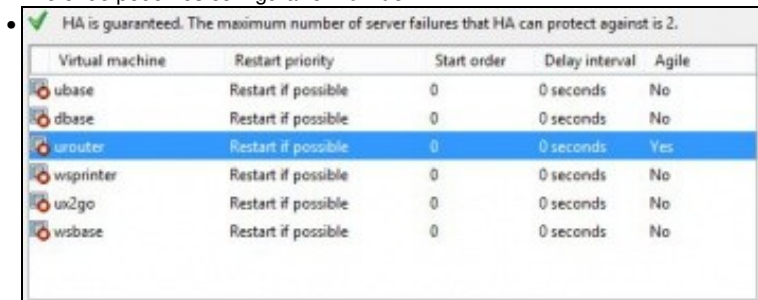 HA is guaranteed. The maximum number of server failures that HA can protect against is 2.
Virtual machine Restart priority Start order Delay interval Agile
ubase Restart if possible 0 0 seconds No
dbase Restart if possible 0 0 seconds No
urouter Restart if possible 0 0 seconds Yes
wsprinter Restart if possible 0 0 seconds No
ux2go Restart if possible 0 0 seconds No
wsbase Restart if possible 0 0 seconds No